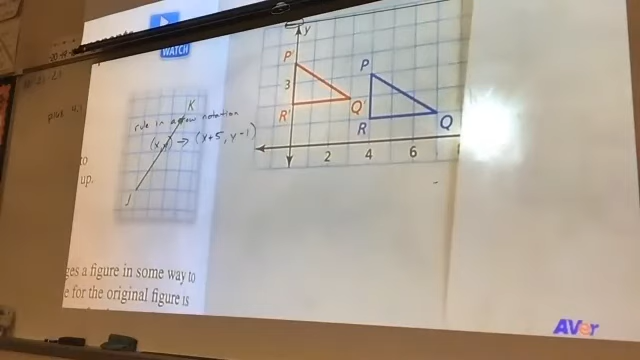 WATCH
K
rule in arrow notation
(x,y) → (x+5, y-1)
J
to
up.
y
P'
P
3
R'
Q'
R
Q
2
4
6
ges a figure in some way to
e for the original figure is
AVer